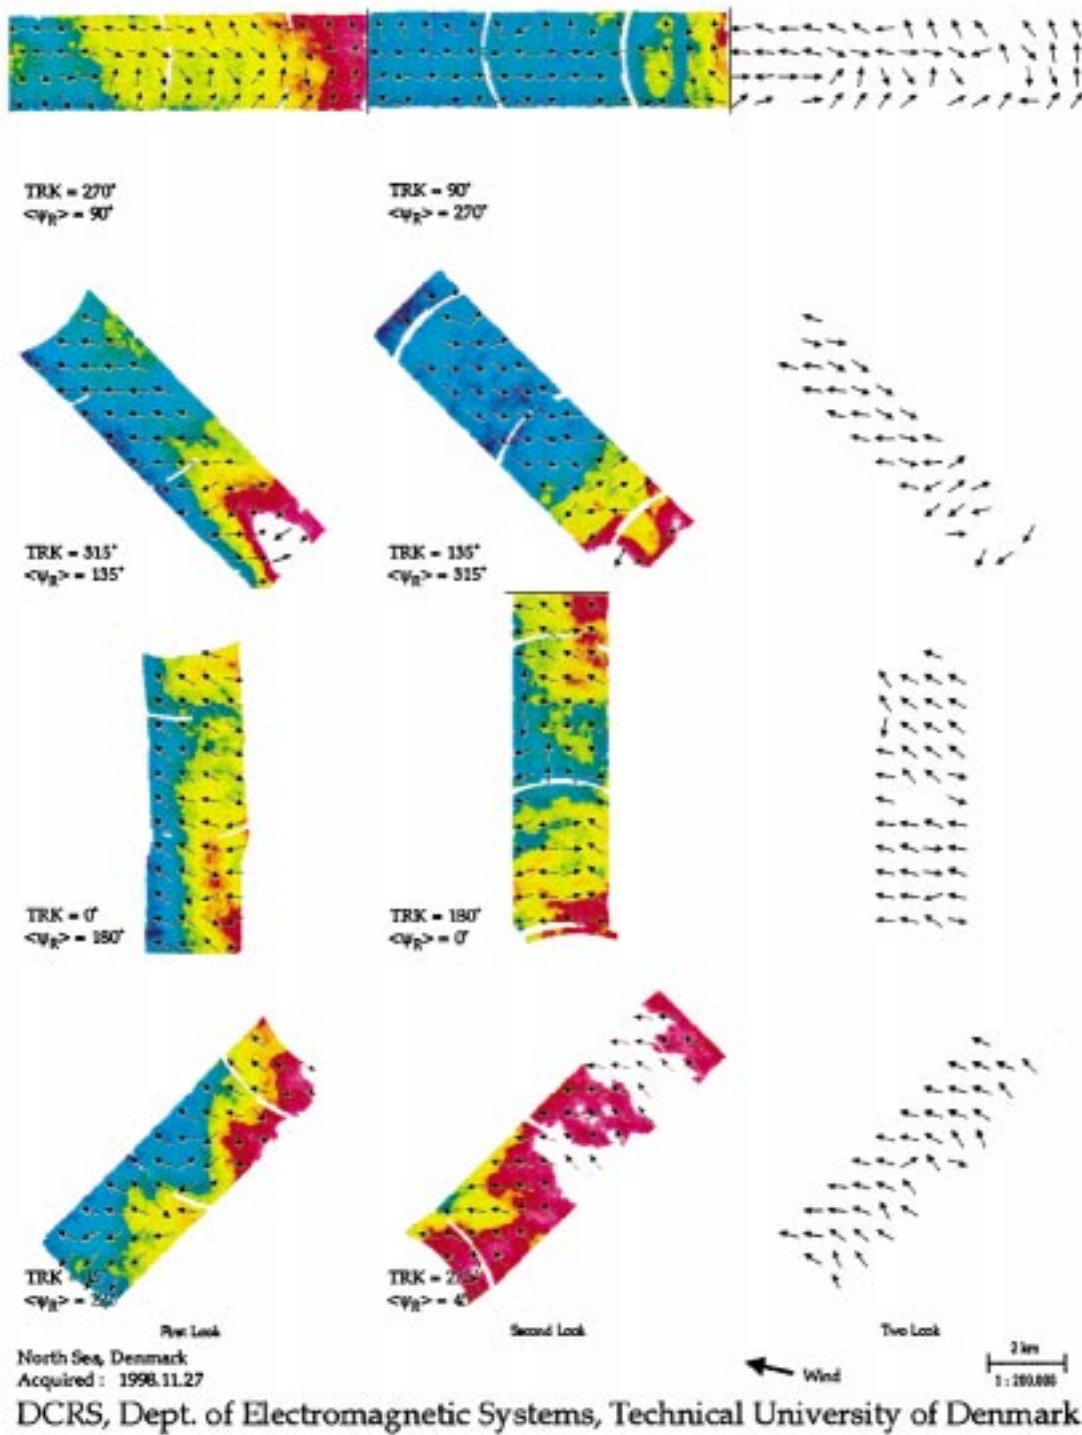 TRK = 270°
<ψR> = 90°
TRK = 90°
<ψR> = 270°
TRK = 315°
<ψR> = 135°
TRK = 135°
<ψR> = 315°
TRK = 0°
<ψR> = 180°
TRK = 180°
<ψR> = 0°
TRK =
<ψR> =
TRK =
<ψR> =
First Look
Second Look
Two Look
North Sea, Denmark
Acquired : 1998.11.27
Wind
2 km
1 : 200.000
DCRS, Dept. of Electromagnetic Systems, Technical University of Denmark